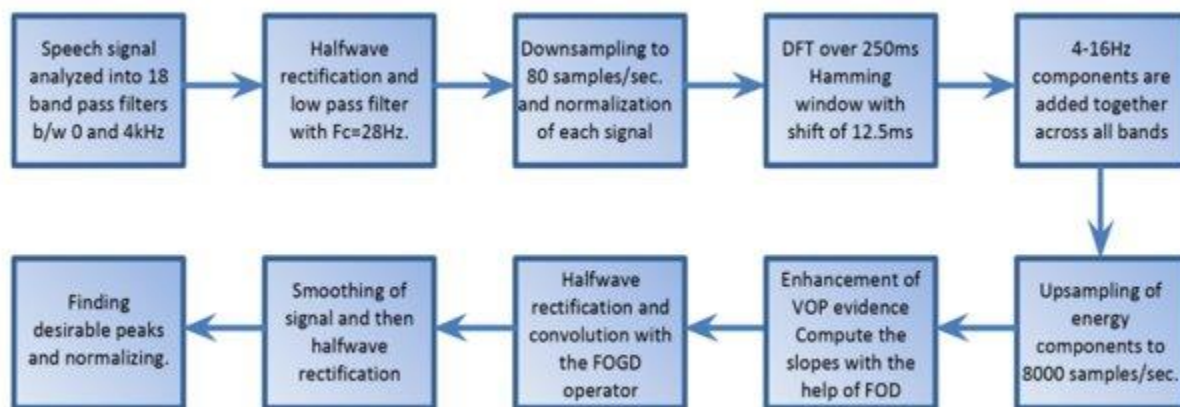 Speech signal
analyzed into 18
band pass filters
b/w 0 and 4kHz
Halfwave
rectification and
low pass filter
with Fc=28Hz.
Downsampling to
80 samples/sec.
and normalization
of each signal
DFT over 250ms
Hamming
window with
shift of 12.5ms
4-16Hz
components are
added together
across all bands
Upsampling of
energy
components to
8000 samples/sec.
Enhancement of
VOP evidence
Compute the
slopes with the
help of FOD
Halfwave
rectification and
convolution with
the FOGD
operator
Smoothing of
signal and then
halfwave
rectification
Finding
desirable peaks
and normalizing.